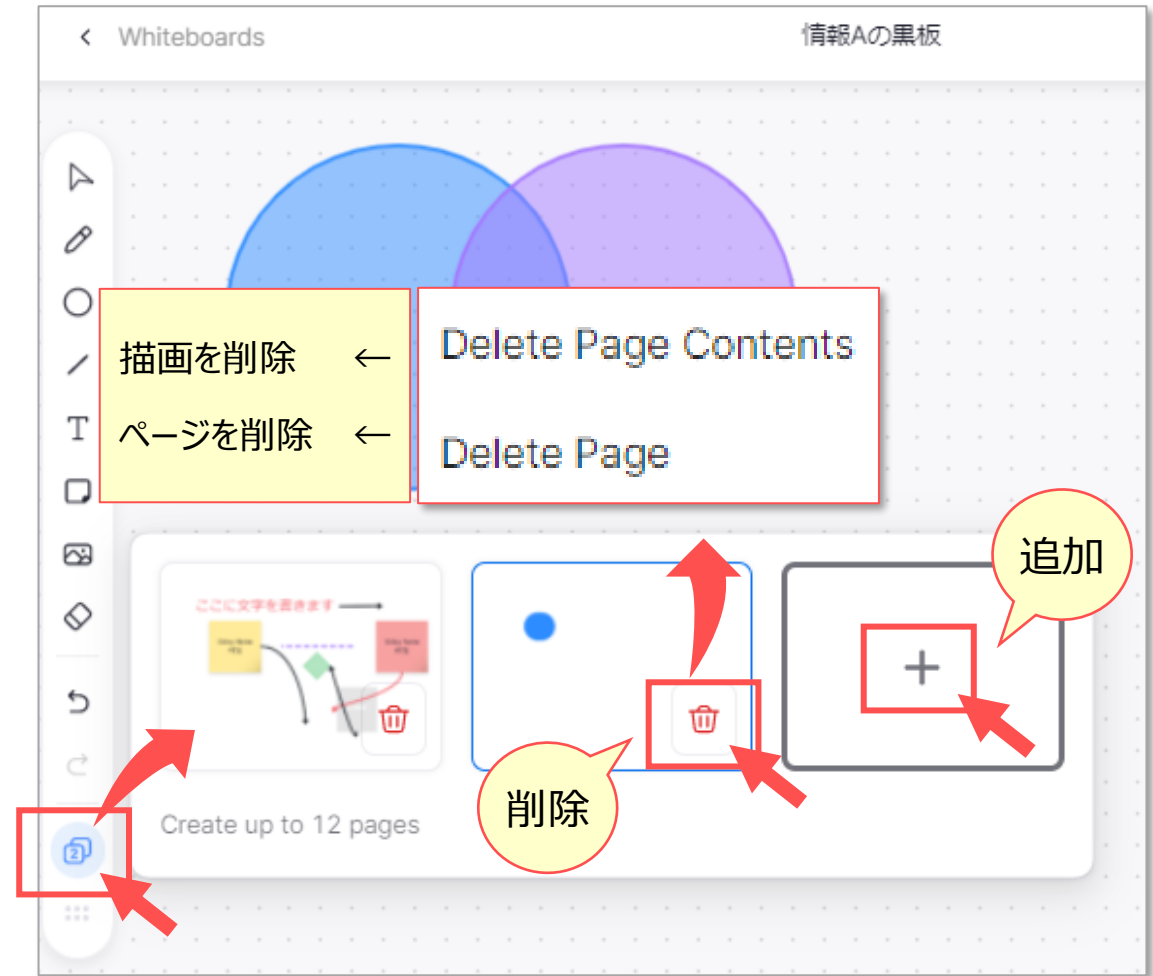 Whiteboards
情報Aの黒板
描画を削除 ←
Delete Page Contents
ページを削除 ←
Delete Page
追加
ここに文字を書きます
削除
Create up to 12 pages
2
T